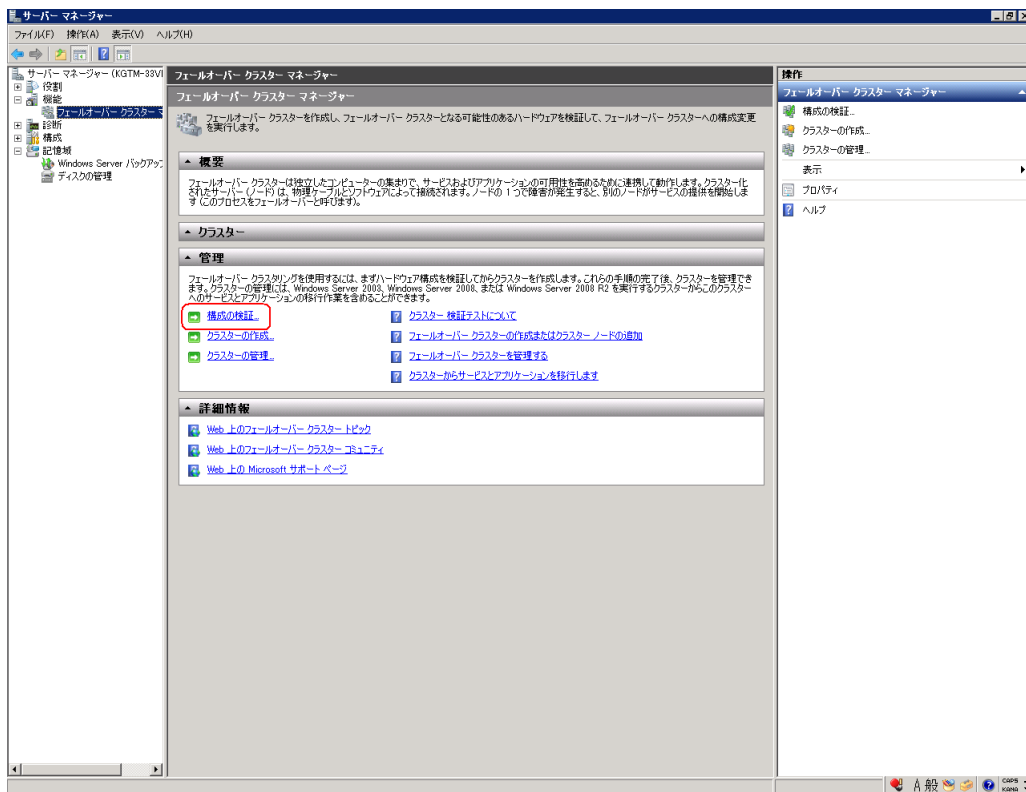 サーバー マネージャー
ファイル(F) 操作(A) 表示(V) ヘルプ(H)
サーバー マネージャー (KGTM-33VI
役割
機能
フェールオーバー クラスター マ
診断
構成
記憶域
Windows Server バックアップ
ディスクの管理
フェールオーバー クラスター マネージャー
フェールオーバー クラスター マネージャー
フェールオーバー クラスターを作成し、フェールオーバー クラスターとなる可能性のあるハードウェアを検証して、フェールオーバー クラスターへの構成変更
を実行します。
概要
フェールオーバー クラスターは独立したコンピューターの集まりで、サービスおよびアプリケーションの可用性を高めるために連携して動作します。クラスター化
されたサーバー (ノード) は、物理ケーブルとソフトウェアによって接続されます。ノードの 1 つで障害が発生すると、別のノードがサービスの提供を開始しま
す (このプロセスをフェールオーバーと呼びます)。
クラスター
管理
フェールオーバー クラスタリングを使用するには、まずハードウェア構成を検証してからクラスターを作成します。これらの手順の完了後、クラスターを管理でき
ます。クラスターの管理には、Windows Server 2003、Windows Server 2008、または Windows Server 2008 R2 を実行するクラスターからこのクラスター
へのサービスとアプリケーションの移行作業を含めることができます。
構成の検証...
クラスター検証テストについて
クラスターの作成...
フェールオーバー クラスターの作成またはクラスター ノードの追加
クラスターの管理...
フェールオーバー クラスターを管理する
クラスターからサービスとアプリケーションを移行します
詳細情報
Web 上のフェールオーバー クラスター トピック
Web 上のフェールオーバー クラスター コミュニティ
Web 上の Microsoft サポート ページ
操作
フェールオーバー クラスター マネージャー
構成の検証...
クラスターの作成...
クラスターの管理...
表示
プロパティ
ヘルプ
A 般 CAPS
KANA